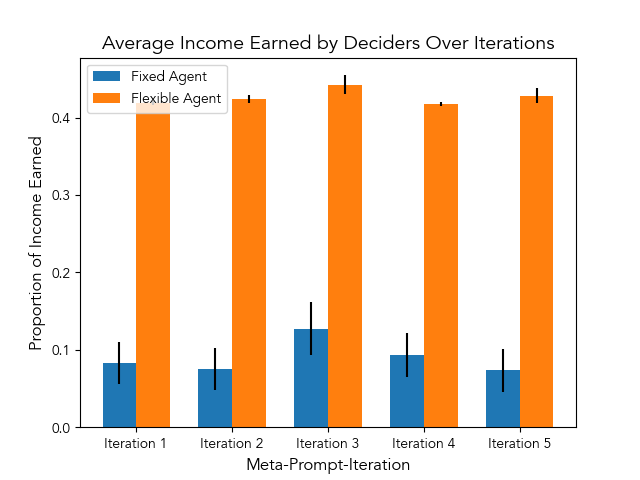 Average Income Earned by Deciders Over Iterations
Fixed Agent
Flexible Agent
Proportion of Income Earned
0.4
0.3
0.2
0.1
0.0
Iteration 1
Iteration 2
Iteration 3
Iteration 4
Iteration 5
Meta-Prompt-Iteration